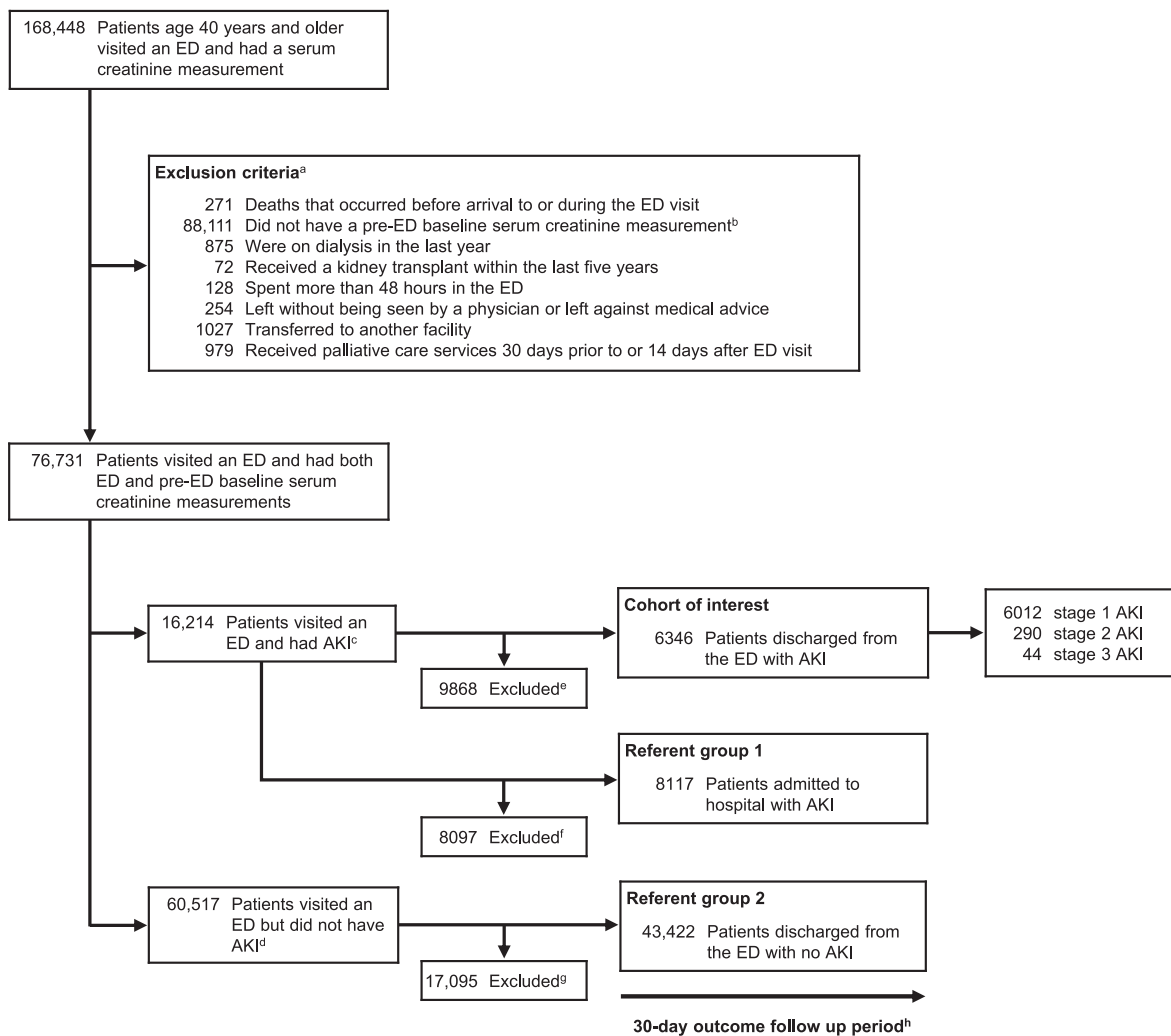 168,448 Patients age 40 years and older
visited an ED and had a serum
creatinine measurement
Exclusion criteriaᵃ
271 Deaths that occurred before arrival to or during the ED visit
88,111 Did not have a pre-ED baseline serum creatinine measurementᵇ
875 Were on dialysis in the last year
72 Received a kidney transplant within the last five years
128 Spent more than 48 hours in the ED
254 Left without being seen by a physician or left against medical advice
1027 Transferred to another facility
979 Received palliative care services 30 days prior to or 14 days after ED visit
76,731 Patients visited an ED and had both
ED and pre-ED baseline serum
creatinine measurements
16,214 Patients visited an
ED and had AKIᶜ
9868 Excludedᵉ
Cohort of interest
6346 Patients discharged from
the ED with AKI
6012 stage 1 AKI
290 stage 2 AKI
44 stage 3 AKI
8097 Excludedᶠ
Referent group 1
8117 Patients admitted to
hospital with AKI
60,517 Patients visited an
ED but did not have
AKIᵈ
17,095 Excludedᵍ
Referent group 2
43,422 Patients discharged from
the ED with no AKI
30-day outcome follow up periodʰ